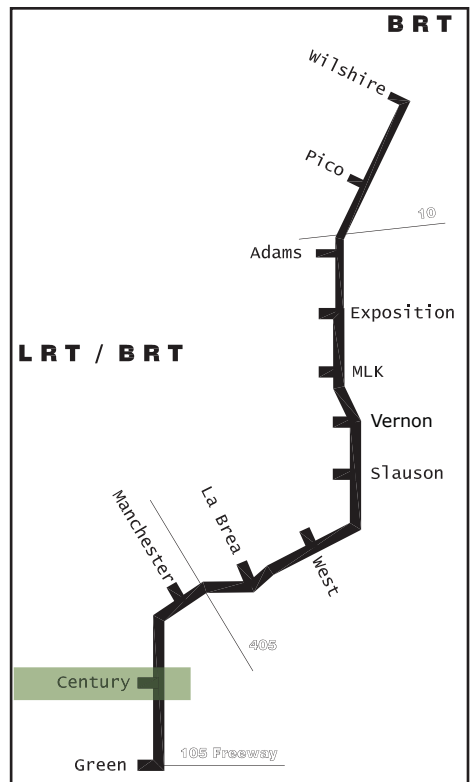 BRT
Wilshire
Pico
10
Adams
Exposition
LRT / BRT
MLK
Vernon
Slauson
La Brea
Manchester
West
405
Century
105 Freeway
Green